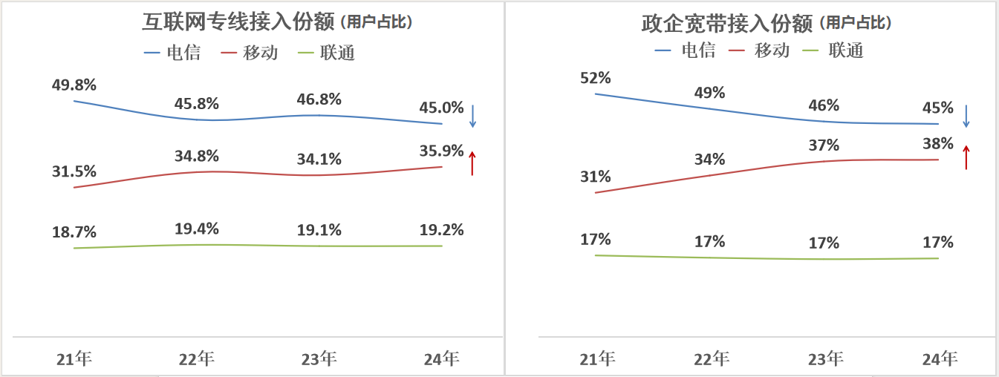 互联网专线接入份额（用户占比）
电信 移动 联通
49.8% 45.8% 46.8% 45.0%
31.5% 34.8% 34.1% 35.9%
18.7% 19.4% 19.1% 19.2%
21年 22年 23年 24年
政企宽带接入份额（用户占比）
电信 移动 联通
52% 49% 46% 45%
31% 34% 37% 38%
17% 17% 17% 17%
21年 22年 23年 24年